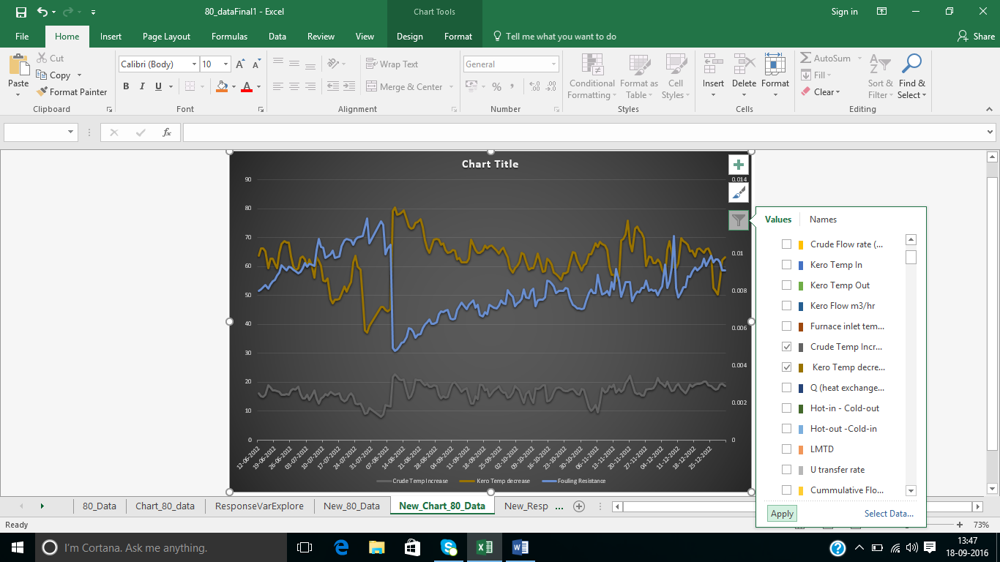 80_dataFinal1 - Excel
Chart Tools
Sign in
File Home Insert Page Layout Formulas Data Review View Design Format Tell me what you want to do Share
Paste
Cut
Copy
Format Painter
Clipboard
Calibri (Body) 10
B I U
Font
Wrap Text
Merge & Center
Alignment
General
Number
Conditional Formatting
Format as Table
Cell Styles
Styles
Insert Delete Format
Cells
AutoSum
Fill
Clear
Sort & Filter
Find & Select
Editing
fx
Chart Title
90
80
70
60
50
40
30
20
10
0
0.014
0.01
0.008
0.006
0.004
0.002
0
12-06-2012
19-06-2012
26-06-2012
03-07-2012
10-07-2012
17-07-2012
24-07-2012
31-07-2012
07-08-2012
14-08-2012
21-08-2012
28-08-2012
04-09-2012
11-09-2012
18-09-2012
25-09-2012
02-10-2012
09-10-2012
16-10-2012
23-10-2012
30-10-2012
06-11-2012
13-11-2012
20-11-2012
27-11-2012
04-12-2012
11-12-2012
18-12-2012
25-12-2012
Crude Temp Increase Kero Temp decrease Fouling Resistance
Values Names
Crude Flow rate (...
Kero Temp In
Kero Temp Out
Kero Flow m3/hr
Furnace inlet tem...
Crude Temp Incr...
Kero Temp decre...
Q (heat exchange...
Hot-in - Cold-out
Hot-out -Cold-in
LMTD
U transfer rate
Cummulative Flo...
Apply Select Data...
80_Data Chart_80_data ResponseVarExplore New_80_Data New_Chart_80_Data New_Resp ...
Ready
73%
I'm Cortana. Ask me anything.
13:47
18-09-2016